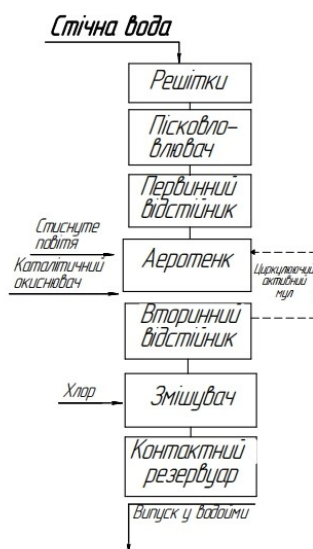 Стічна вода
Решітки
Пісковло-
влювач
Первинний
відстійник
Стиснуте
повітя
Каталітичний
окиснювач
Аеротенк
Циркулюючий
активний
мул
Вторинний
відстійник
Хлор
Змішувач
Контактний
резервуар
Випуск у водойми